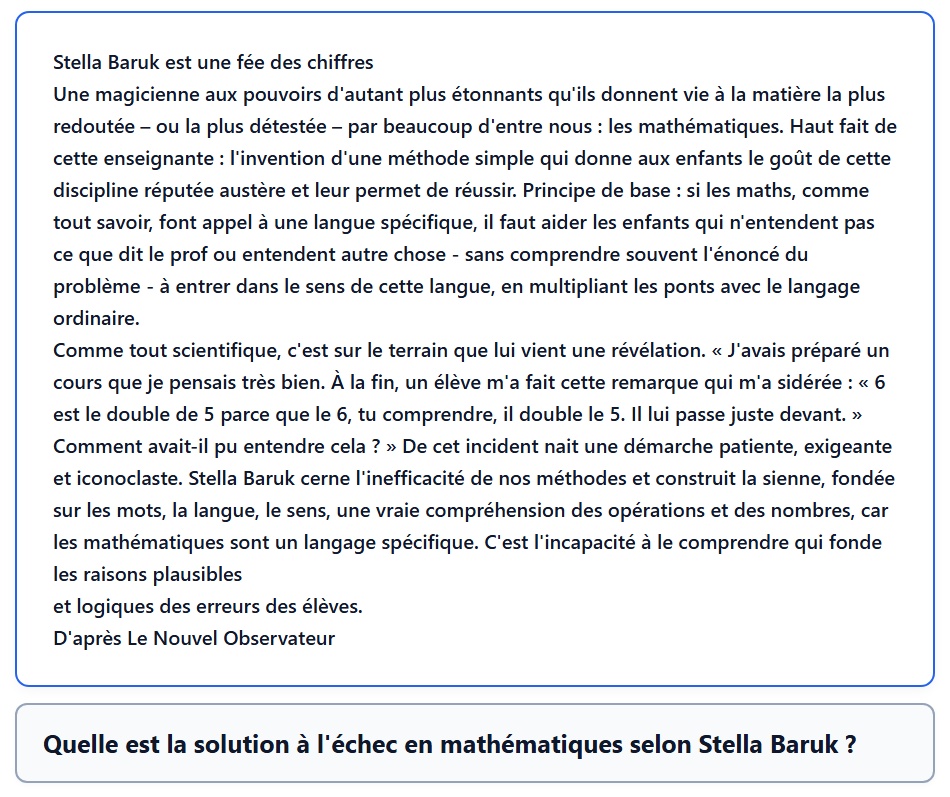 Stella Baruk est une fée des chiffres
Une magicienne aux pouvoirs d'autant plus étonnants qu'ils donnent vie à la matière la plus
redoutée – ou la plus détestée – par beaucoup d'entre nous : les mathématiques. Haut fait de
cette enseignante : l'invention d'une méthode simple qui donne aux enfants le goût de cette
discipline réputée austère et leur permet de réussir. Principe de base : si les maths, comme
tout savoir, font appel à une langue spécifique, il faut aider les enfants qui n'entendent pas
ce que dit le prof ou entendent autre chose - sans comprendre souvent l'énoncé du
problème - à entrer dans le sens de cette langue, en multipliant les ponts avec le langage
ordinaire.
Comme tout scientifique, c'est sur le terrain que lui vient une révélation. « J'avais préparé un
cours que je pensais très bien. À la fin, un élève m'a fait cette remarque qui m'a sidérée : « 6
est le double de 5 parce que le 6, tu comprends, il double le 5. Il lui passe juste devant. »
Comment avait-il pu entendre cela ? » De cet incident nait une démarche patiente, exigeante
et iconoclaste. Stella Baruk cerne l'inefficacité de nos méthodes et construit la sienne, fondée
sur les mots, la langue, le sens, une vraie compréhension des opérations et des nombres, car
les mathématiques sont un langage spécifique. C'est l'incapacité à le comprendre qui fonde
les raisons plausibles
et logiques des erreurs des élèves.
D'après Le Nouvel Observateur
Quelle est la solution à l'échec en mathématiques selon Stella Baruk ?